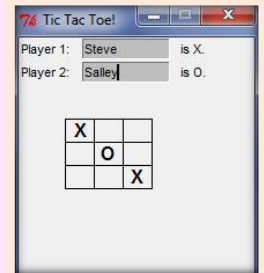 Tic Tac Toe!
Player 1: Steve is X.
Player 2: Salley is O.
X
O
X